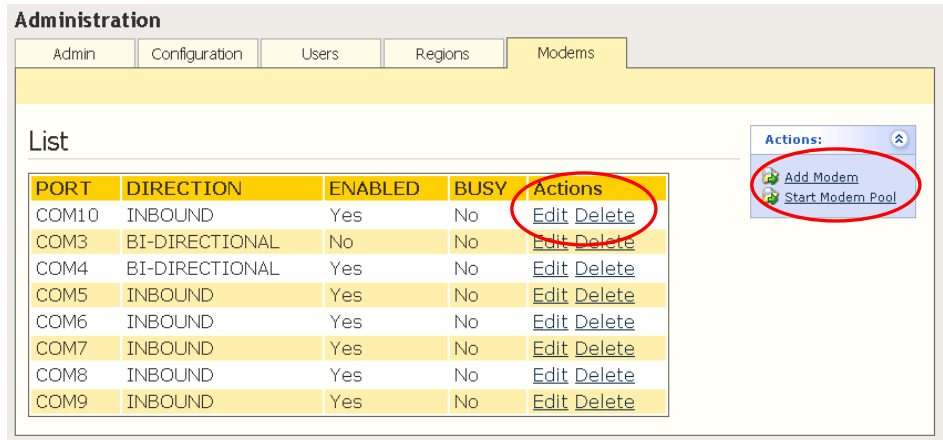 Administration
Admin Configuration Users Regions Modems
List
Actions:
Add Modem
Start Modem Pool
PORT DIRECTION ENABLED BUSY Actions
COM10 INBOUND Yes No Edit Delete
COM3 BI-DIRECTIONAL No No Edit Delete
COM4 BI-DIRECTIONAL Yes No Edit Delete
COM5 INBOUND Yes No Edit Delete
COM6 INBOUND Yes No Edit Delete
COM7 INBOUND Yes No Edit Delete
COM8 INBOUND Yes No Edit Delete
COM9 INBOUND Yes No Edit Delete